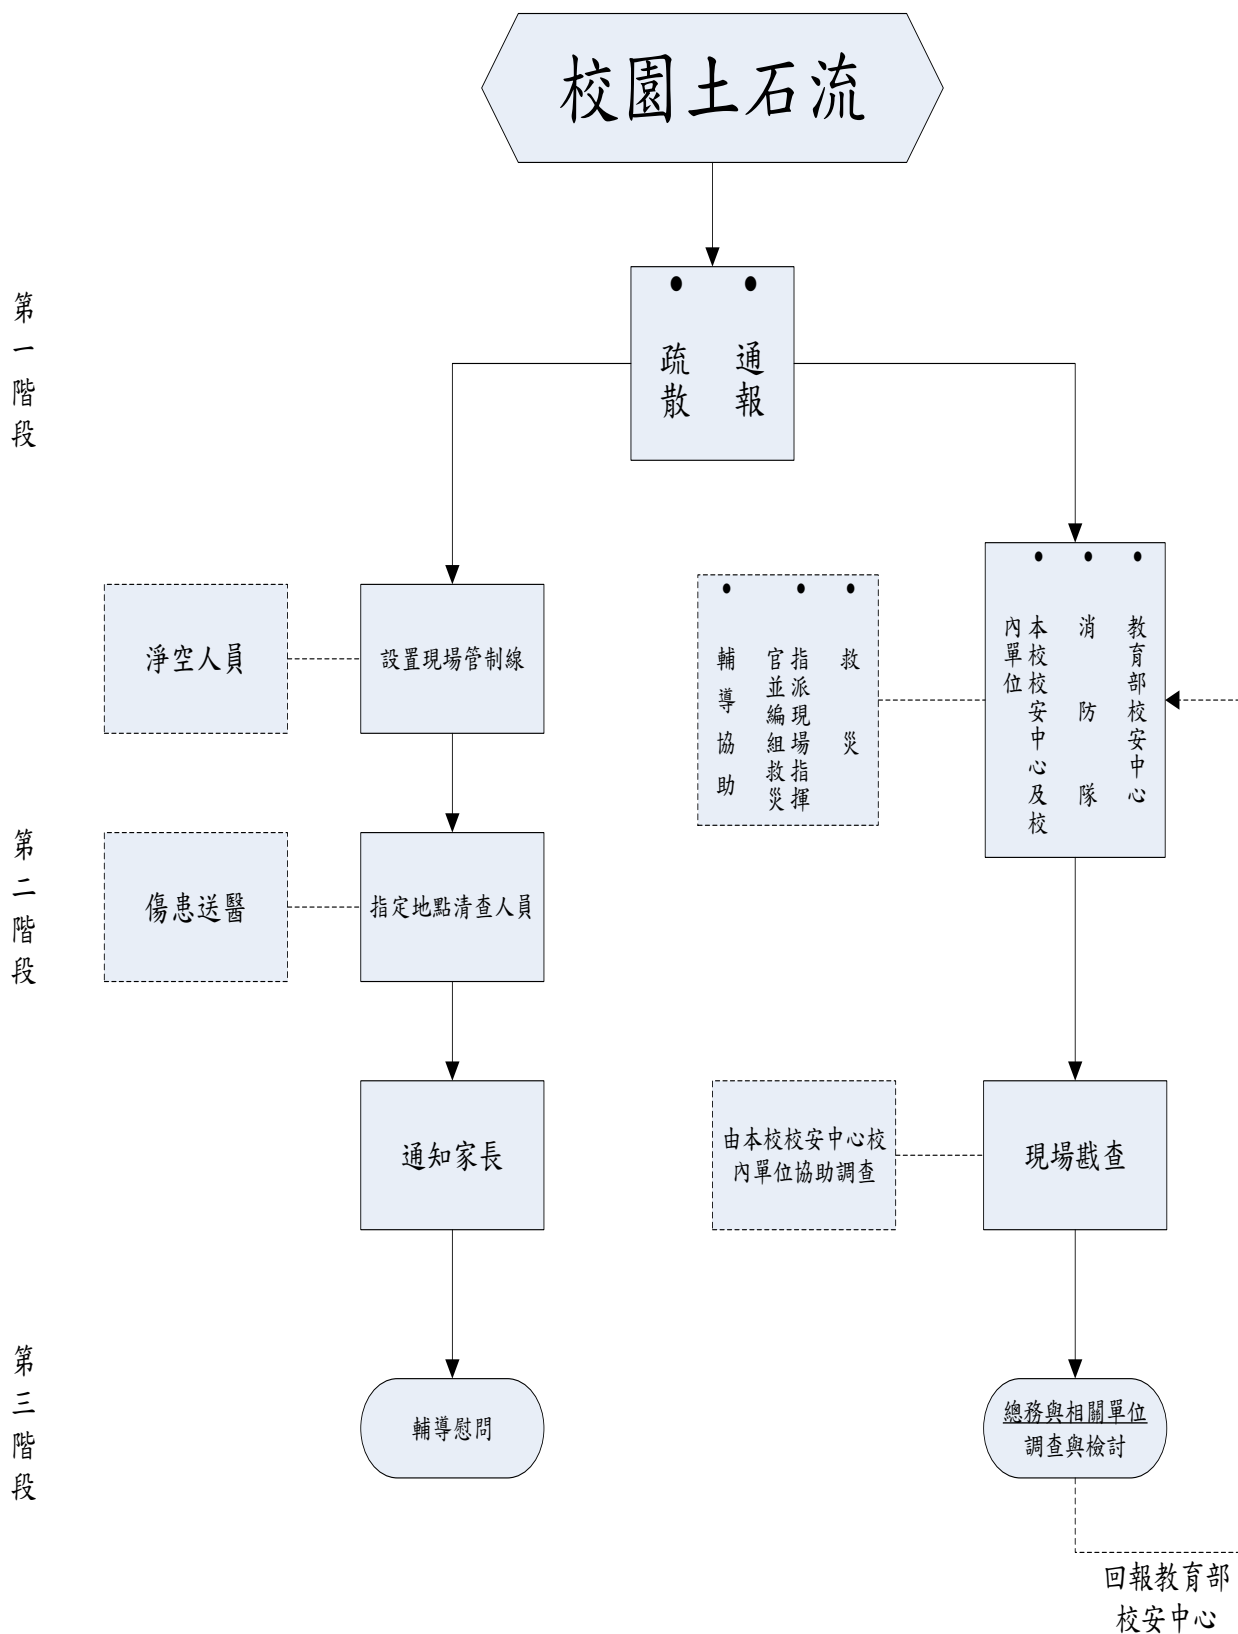 校園土石流
第一階段
通報
疏散
淨空人員
設置現場管制線
救災
指派現場指揮
官並編組救災
輔導協助
教育部校安中心
消防隊
本校校安中心及校
內單位
第二階段
傷患送醫
指定地點清查人員
通知家長
由本校校安中心校
內單位協助調查
現場戡查
第三階段
輔導慰問
總務與相關單位
調查與檢討
回報教育部
校安中心